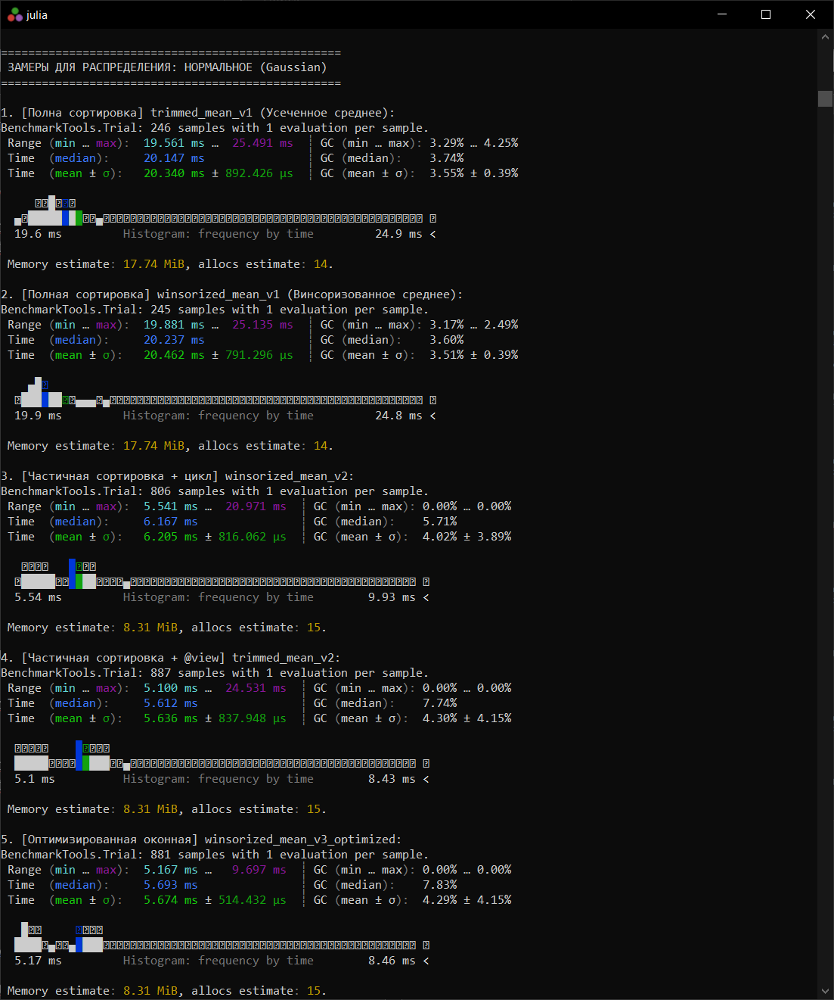 julia
==================================================
ЗАМЕРЫ ДЛЯ РАСПРЕДЕЛЕНИЯ: НОРМАЛЬНОЕ (Gaussian)
==================================================
1. [Полна сортировка] trimmed_mean_v1 (Усеченное среднее):
BenchmarkTools.Trial: 246 samples with 1 evaluation per sample.
Range (min … max): 19.561 ms … 25.491 ms ┊ GC (min … max): 3.29% … 4.25%
Time (median): 20.147 ms ┊ GC (median): 3.74%
Time (mean ± σ): 20.340 ms ± 892.426 μs ┊ GC (mean ± σ): 3.55% ± 0.39%
19.6 ms Histogram: frequency by time 24.9 ms <
Memory estimate: 17.74 MiB, allocs estimate: 14.
2. [Полная сортировка] winsorized_mean_v1 (Винсоризованное среднее):
BenchmarkTools.Trial: 245 samples with 1 evaluation per sample.
Range (min … max): 19.881 ms … 25.135 ms ┊ GC (min … max): 3.17% … 2.49%
Time (median): 20.237 ms ┊ GC (median): 3.60%
Time (mean ± σ): 20.462 ms ± 791.296 μs ┊ GC (mean ± σ): 3.51% ± 0.39%
19.9 ms Histogram: frequency by time 24.8 ms <
Memory estimate: 17.74 MiB, allocs estimate: 14.
3. [Частичная сортировка + цикл] winsorized_mean_v2:
BenchmarkTools.Trial: 806 samples with 1 evaluation per sample.
Range (min … max): 5.541 ms … 20.971 ms ┊ GC (min … max): 0.00% … 0.00%
Time (median): 6.167 ms ┊ GC (median): 5.71%
Time (mean ± σ): 6.205 ms ± 816.062 μs ┊ GC (mean ± σ): 4.02% ± 3.89%
5.54 ms Histogram: frequency by time 9.93 ms <
Memory estimate: 8.31 MiB, allocs estimate: 15.
4. [Частичная сортировка + @view] trimmed_mean_v2:
BenchmarkTools.Trial: 887 samples with 1 evaluation per sample.
Range (min … max): 5.100 ms … 24.531 ms ┊ GC (min … max): 0.00% … 0.00%
Time (median): 5.612 ms ┊ GC (median): 7.74%
Time (mean ± σ): 5.636 ms ± 837.948 μs ┊ GC (mean ± σ): 4.30% ± 4.15%
5.1 ms Histogram: frequency by time 8.43 ms <
Memory estimate: 8.31 MiB, allocs estimate: 15.
5. [Оптимизированная оконная] winsorized_mean_v3_optimized:
BenchmarkTools.Trial: 881 samples with 1 evaluation per sample.
Range (min … max): 5.167 ms … 9.697 ms ┊ GC (min … max): 0.00% … 0.00%
Time (median): 5.693 ms ┊ GC (median): 7.83%
Time (mean ± σ): 5.674 ms ± 514.432 μs ┊ GC (mean ± σ): 4.29% ± 4.15%
5.17 ms Histogram: frequency by time 8.46 ms <
Memory estimate: 8.31 MiB, allocs estimate: 15.